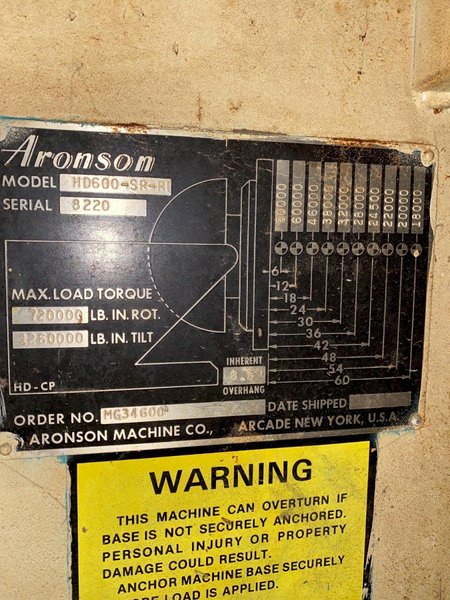 Aronson
MODEL HD600-SR-R
SERIAL 8220
60000
46000
38000
32000
28000
24500
22000
20000
18000
6
12
18
24
30
36
42
48
54
60
MAX. LOAD TORQUE
720000 LB. IN. ROT.
LB. IN. TILT
HD-CP
INHERENT
OVERHANG
ORDER NO. MG34600
DATE SHIPPED
ARONSON MACHINE CO., ARCADE NEW YORK, U.S.A.
WARNING
THIS MACHINE CAN OVERTURN IF
BASE IS NOT SECURELY ANCHORED.
PERSONAL INJURY OR PROPERTY
DAMAGE COULD RESULT.
ANCHOR MACHINE BASE SECURELY
LOAD IS APPLIED.